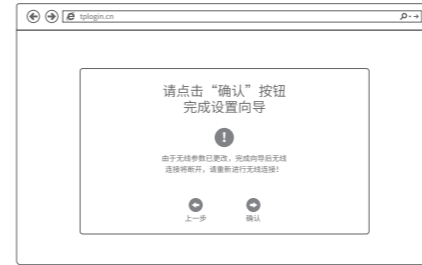 tplogin.cn
请点击“确认”按钮
完成设置向导
由于无线参数已更改，完成向导后无线
连接将断开，请重新进行无线连接！
上一步 确认